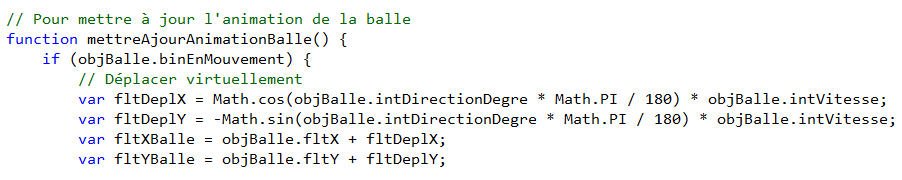 // Pour mettre à jour l'animation de la balle
function mettreAjourAnimationBalle() {
    if (objBalle.binEnMouvement) {
        // Déplacer virtuellement
        var fltDeplX = Math.cos(objBalle.intDirectionDegre * Math.PI / 180) * objBalle.intVitesse;
        var fltDeplY = -Math.sin(objBalle.intDirectionDegre * Math.PI / 180) * objBalle.intVitesse;
        var fltXBalle = objBalle.fltX + fltDeplX;
        var fltYBalle = objBalle.fltY + fltDeplY;